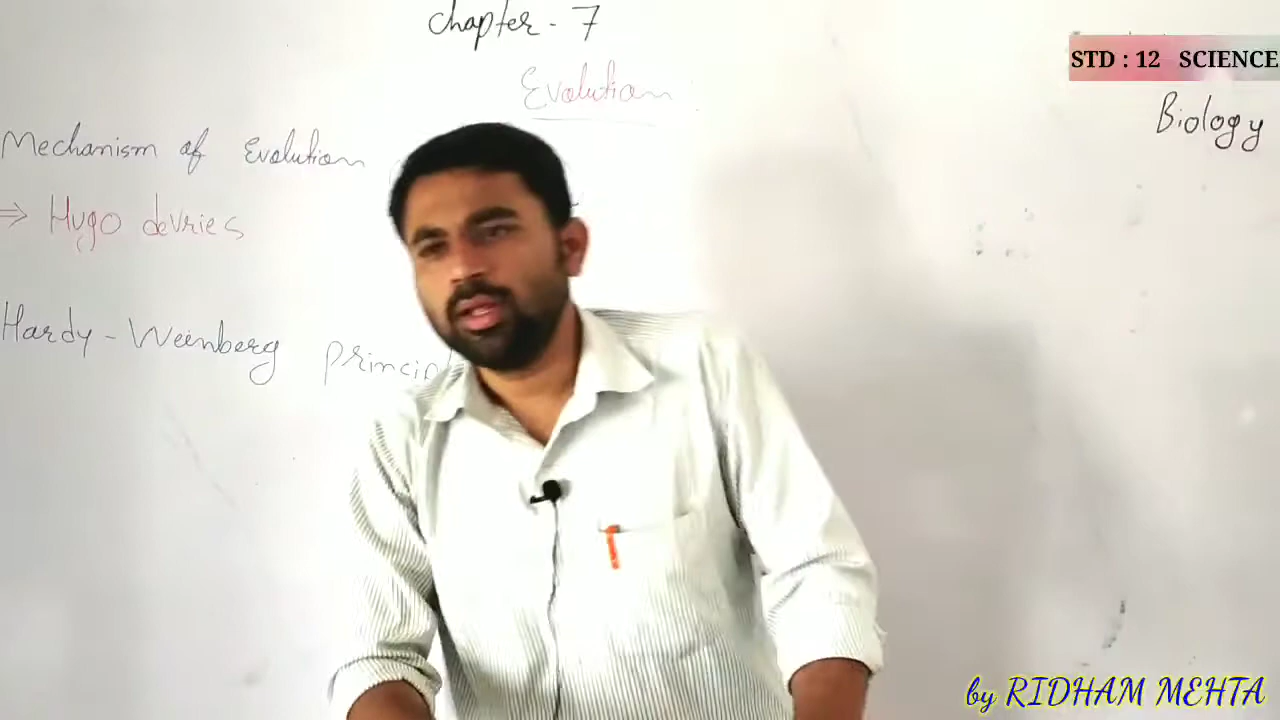 chapter - 7
STD : 12 SCIENCE
Evolution
Biology
Mechanism of Evolution
⇒ Hugo devries
Hardy - Weinberg
by RIDHAM MEHTA